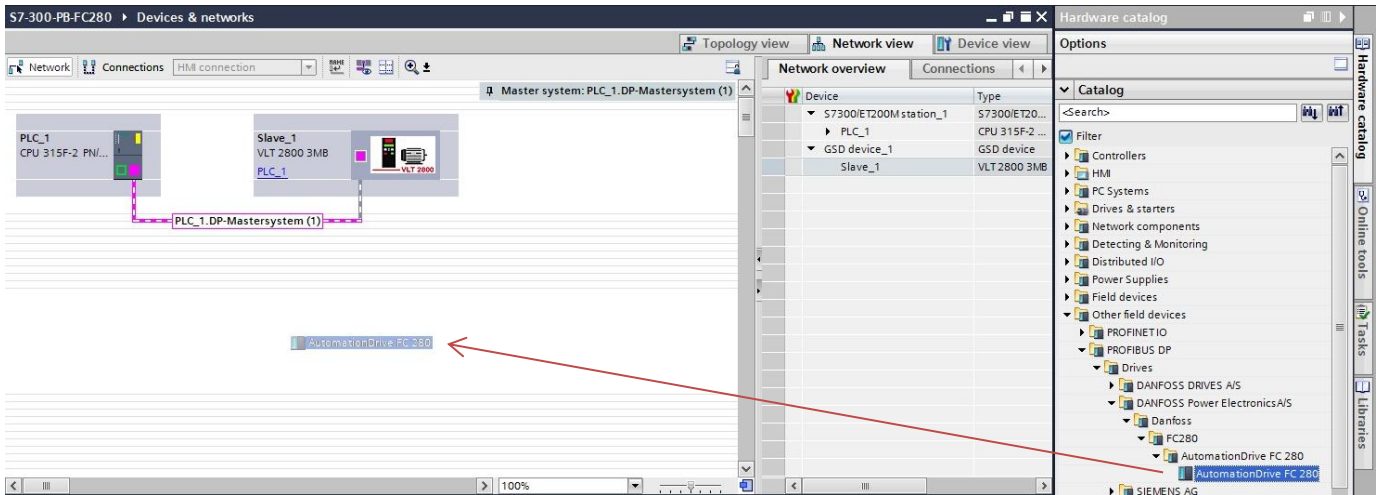 S7-300-PB-FC280 ▸ Devices & networks
Topology view
Network view
Device view
Network
Connections
HMI connection
Master system: PLC_1.DP-Mastersystem (1)
PLC_1
CPU 315F-2 PN/...
Slave_1
VLT 2800 3MB
PLC_1
VLT 2800
PLC_1.DP-Mastersystem (1)
AutomationDrive FC 280
100%
Network overview
Connections
Device
Type
S7300/ET200M station_1
S7300/ET20...
PLC_1
CPU 315F-2 ...
GSD device_1
GSD device
Slave_1
VLT 2800 3MB
Hardware catalog
Options
Catalog
<Search>
Filter
Controllers
HMI
PC Systems
Drives & starters
Network components
Detecting & Monitoring
Distributed I/O
Power Supplies
Field devices
Other field devices
PROFINET IO
PROFIBUS DP
Drives
DANFOSS DRIVES A/S
DANFOSS Power Electronics A/S
Danfoss
FC280
AutomationDrive FC 280
AutomationDrive FC 280
SIEMENS AG
Hardware catalog
Online tools
Tasks
Libraries